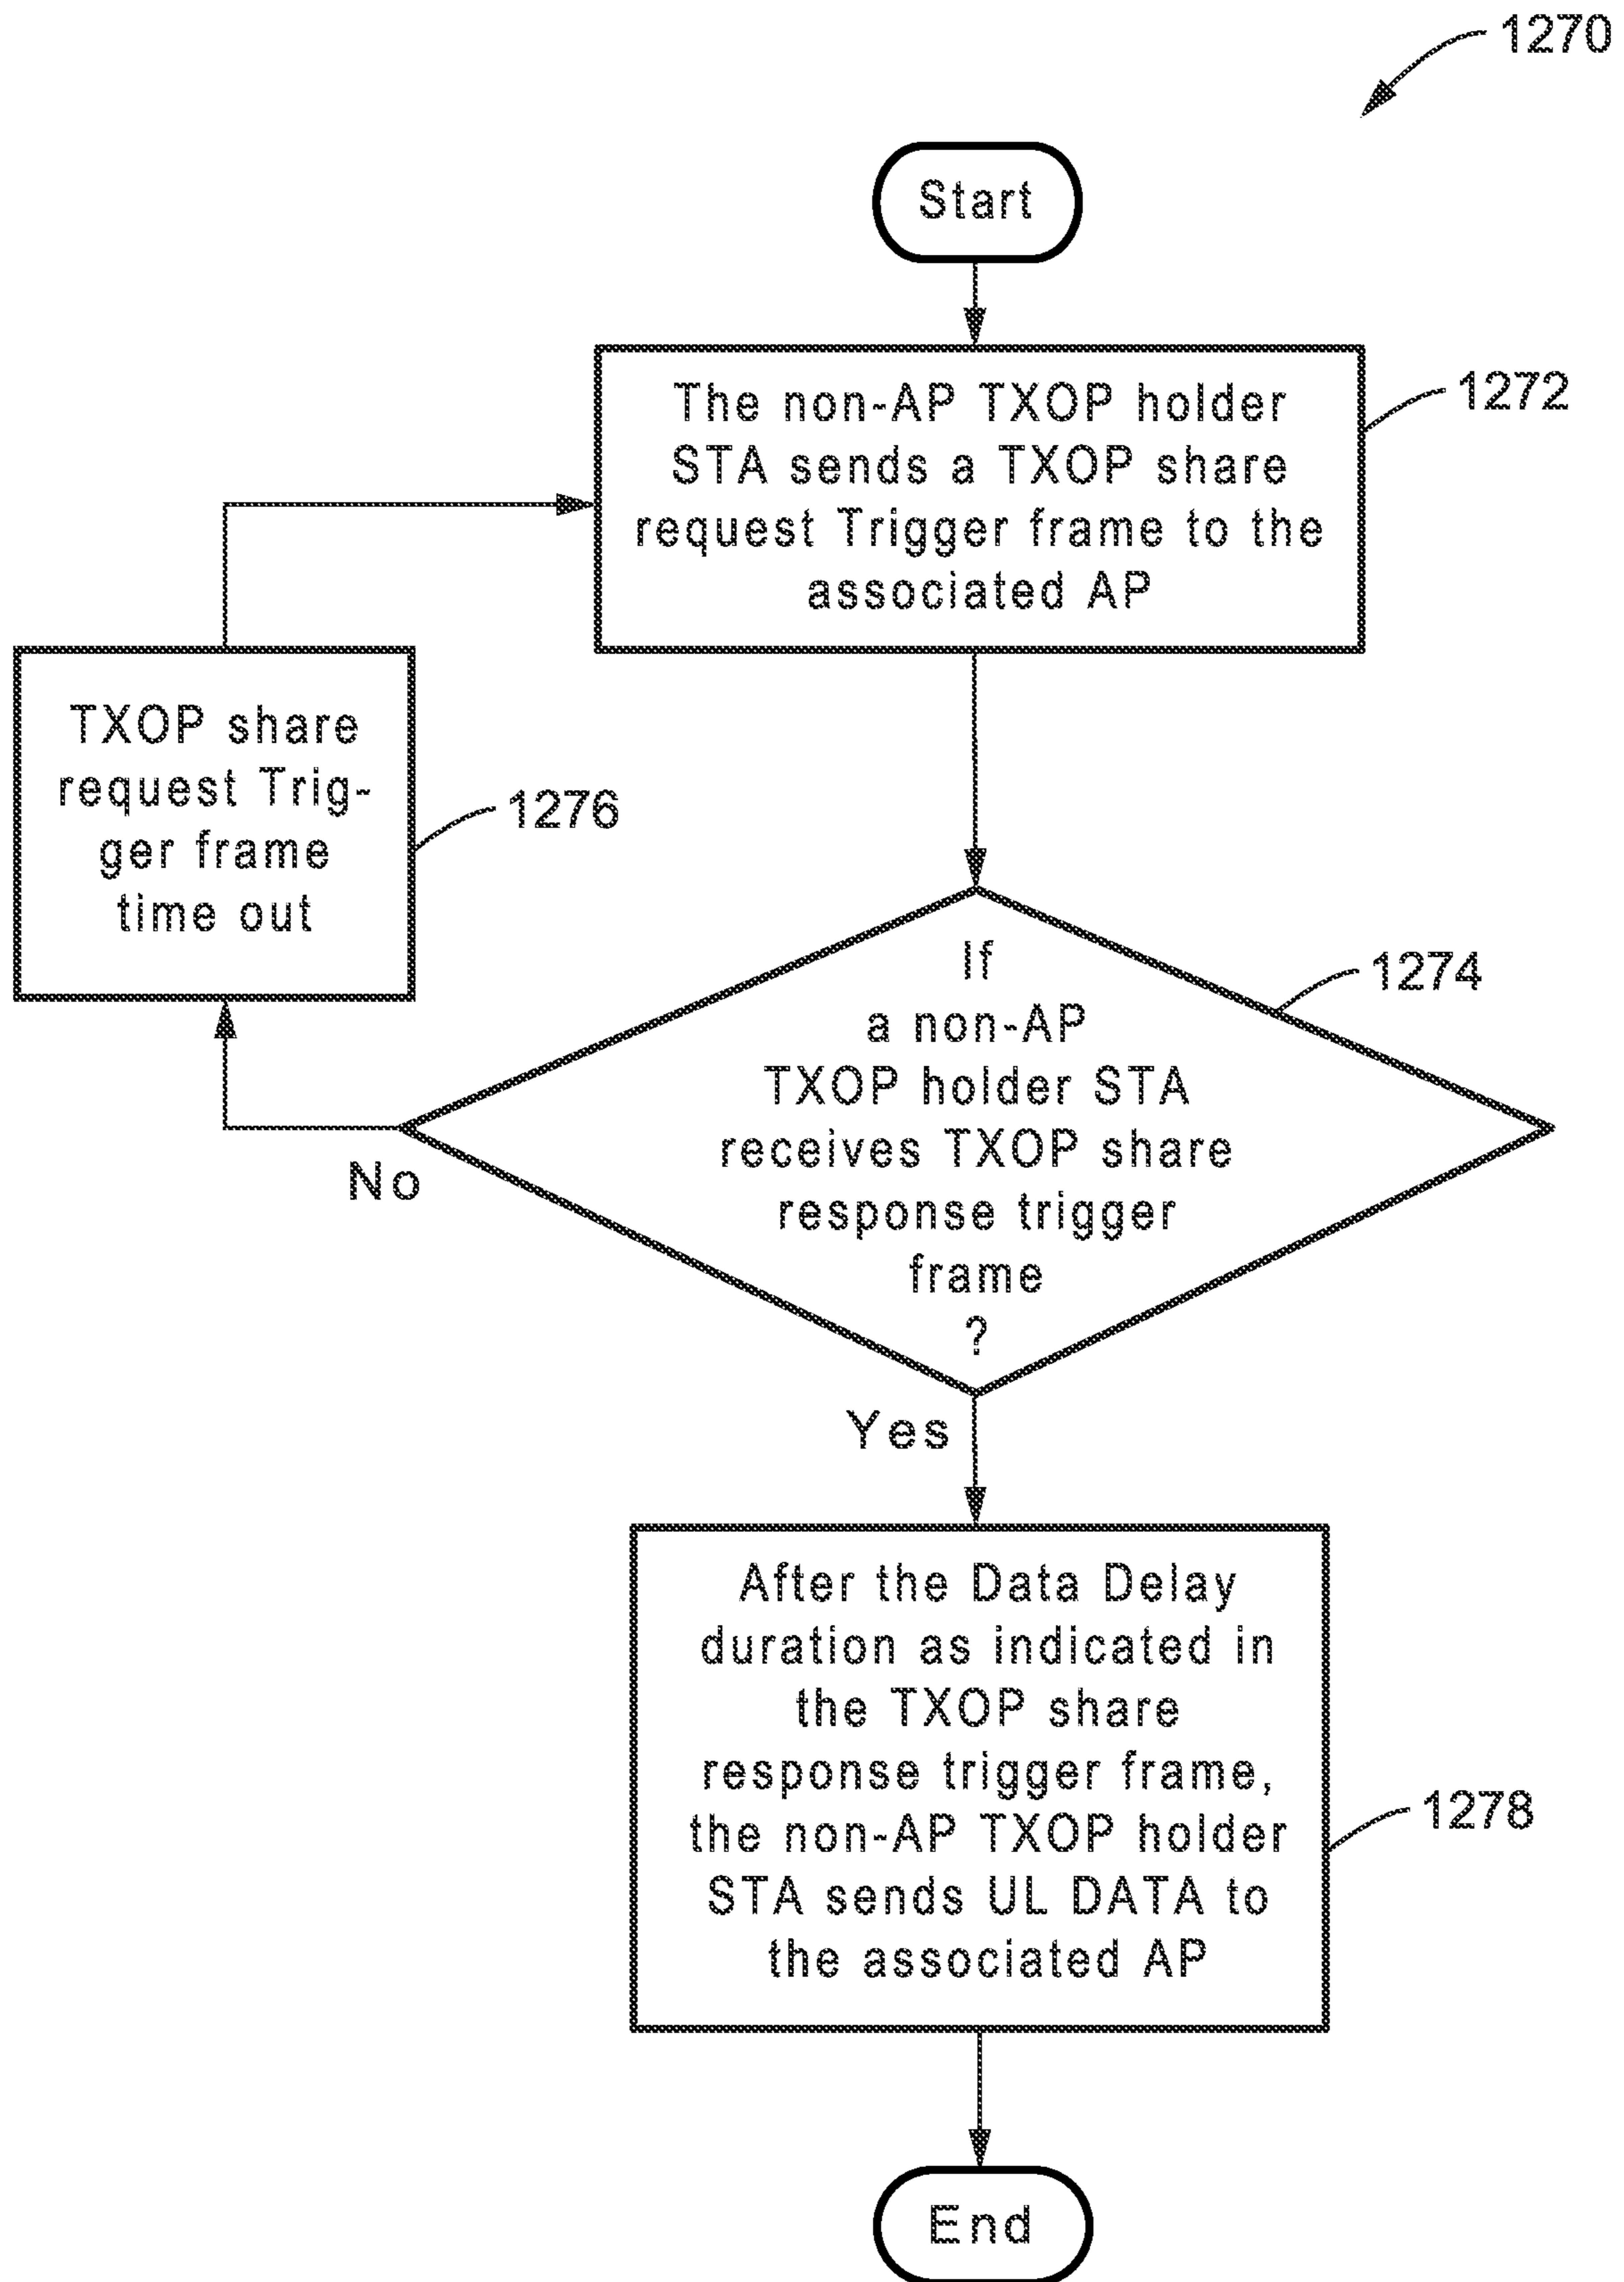 1270
Start
The non-AP TXOP holder
STA sends a TXOP share
request Trigger frame to the
associated AP
1272
TXOP share
request Trig-
ger frame
time out
1276
If
a non-AP
TXOP holder STA
receives TXOP share
response trigger
frame
?
1274
No
Yes
After the Data Delay
duration as indicated in
the TXOP share
response trigger frame,
the non-AP TXOP holder
STA sends UL DATA to
the associated AP
1278
End